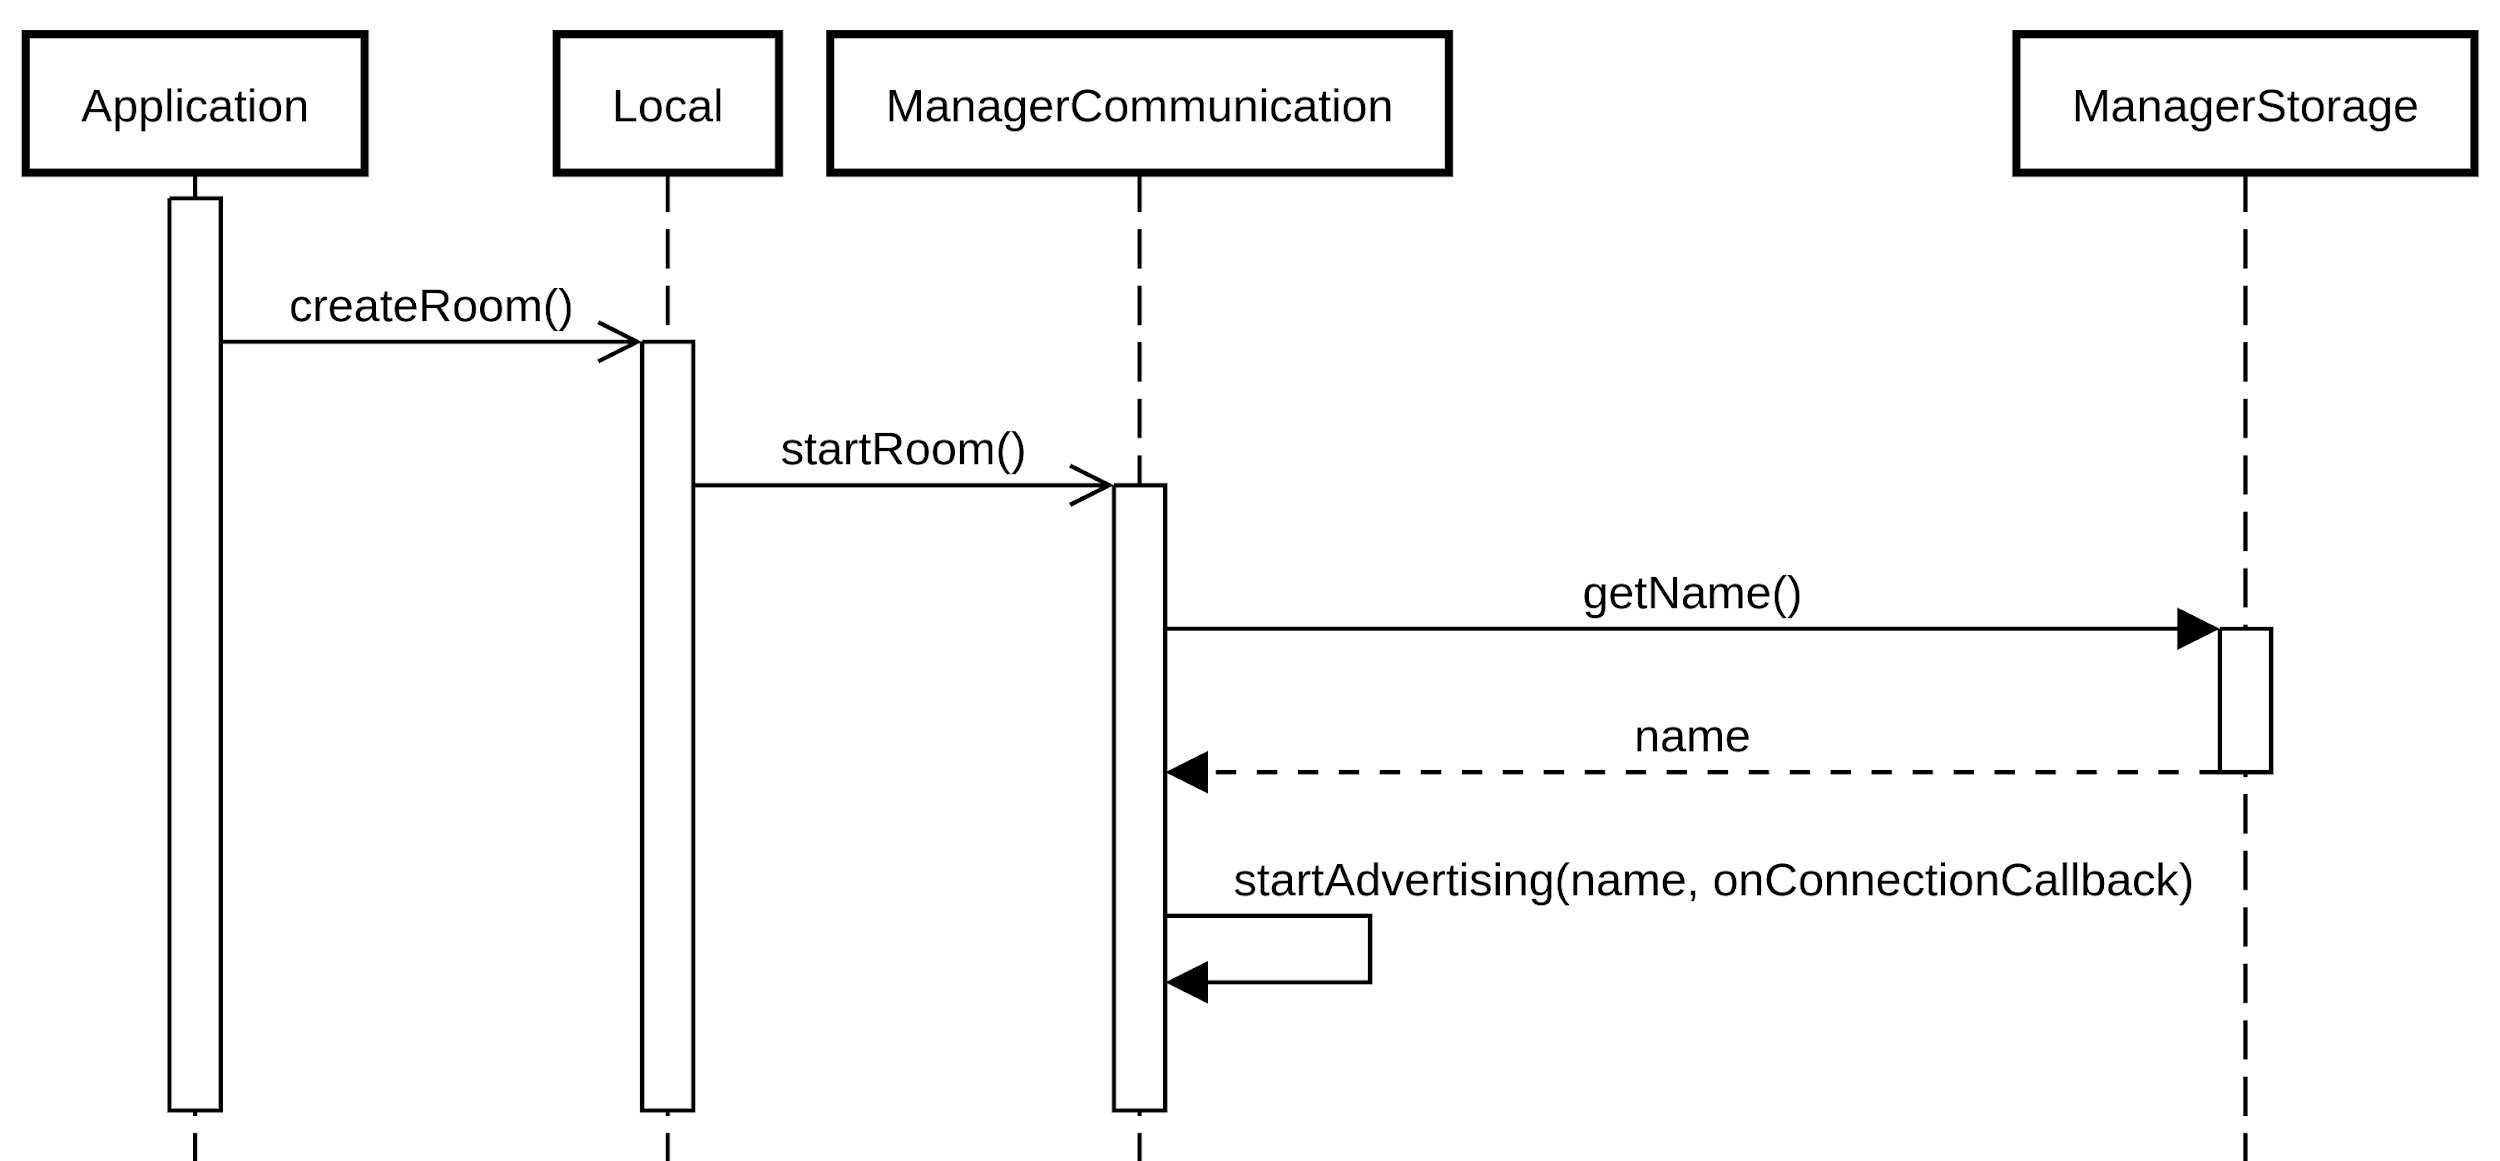 Application
Local
ManagerCommunication
ManagerStorage
createRoom()
startRoom()
getName()
name
startAdvertising(name, onConnectionCallback)